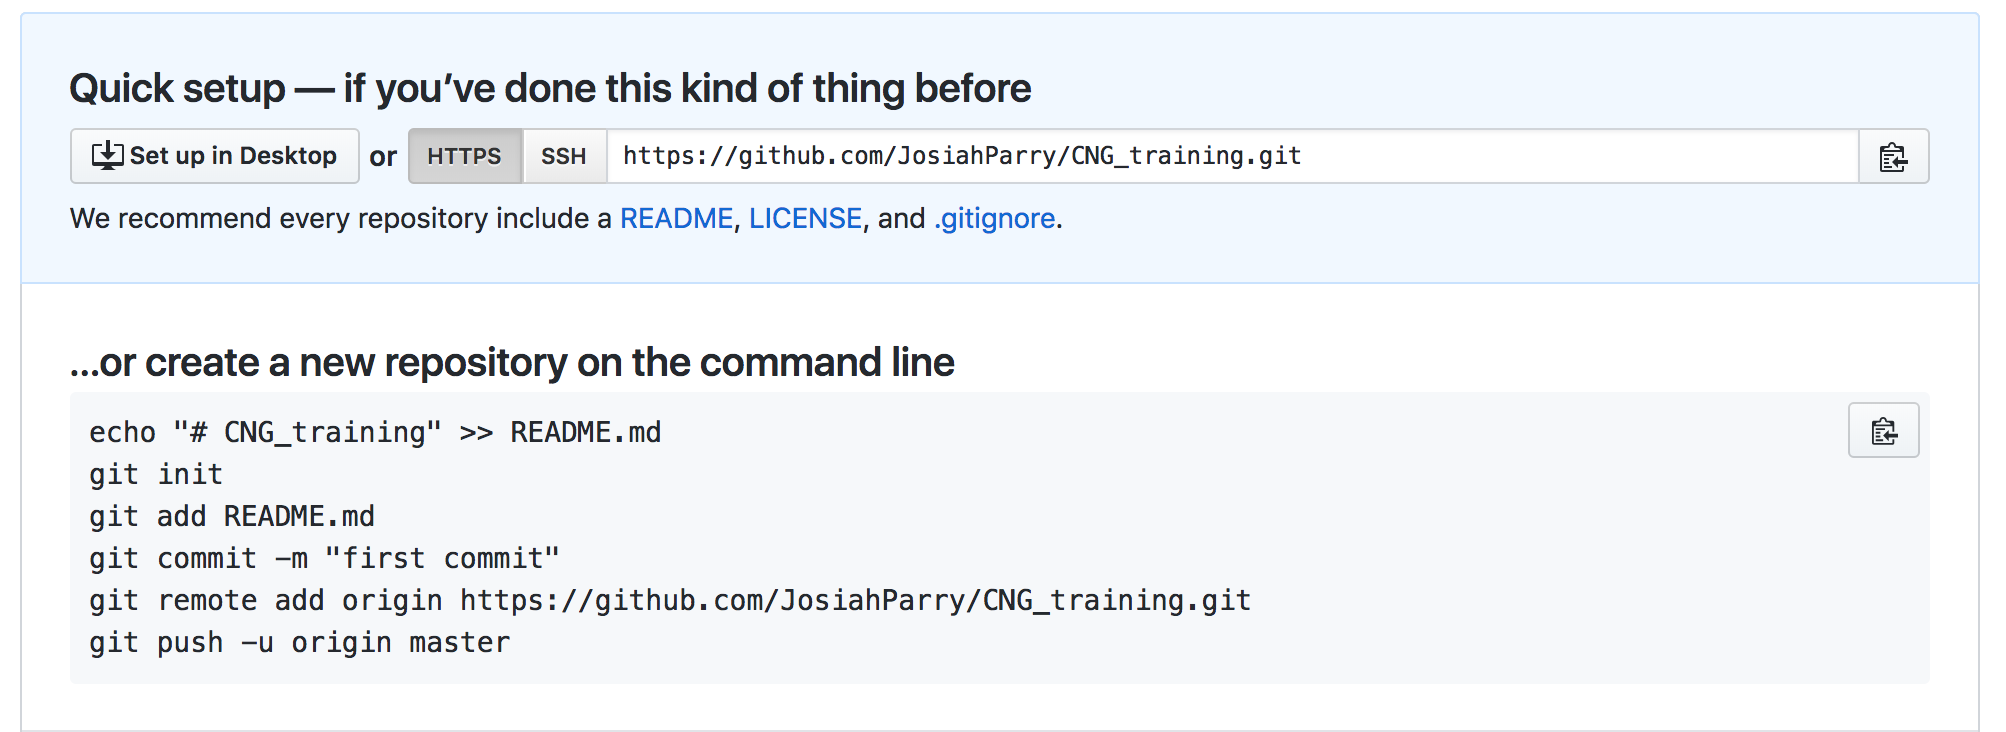 Quick setup — if you’ve done this kind of thing before
Set up in Desktop or HTTPS SSH https://github.com/JosiahParry/CNG_training.git
We recommend every repository include a README, LICENSE, and .gitignore.
...or create a new repository on the command line
echo "# CNG_training" >> README.md
git init
git add README.md
git commit -m "first commit"
git remote add origin https://github.com/JosiahParry/CNG_training.git
git push -u origin master